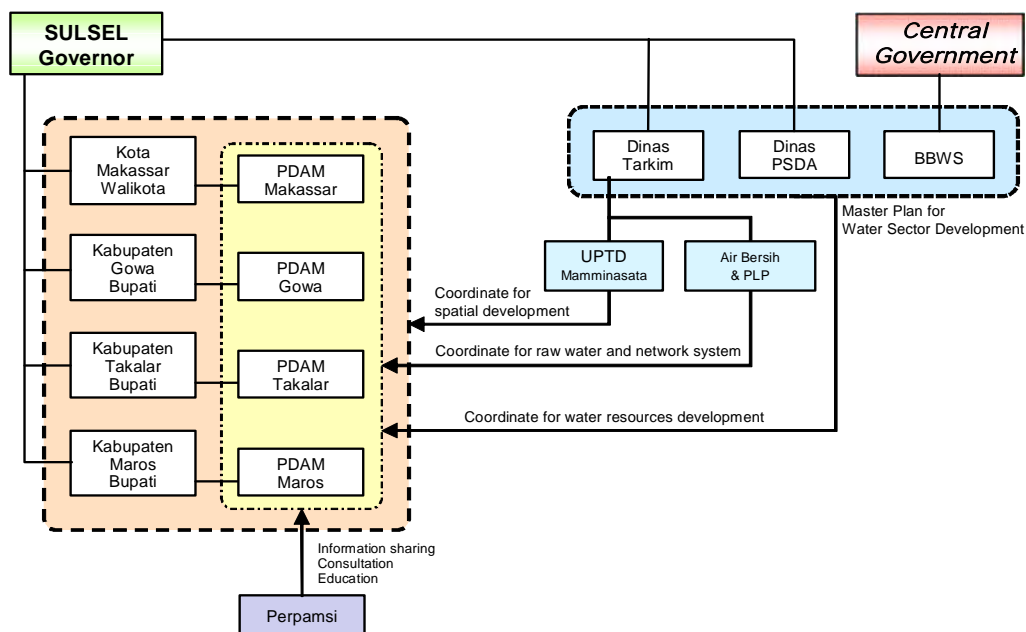 SULSEL
Governor
Central
Government
Kota
Makassar
Walikota
PDAM
Makassar
Dinas
Tarkim
Dinas
PSDA
BBWS
Master Plan for
Water Sector Development
Kabupaten
Gowa
Bupati
PDAM
Gowa
UPTD
Mamminasata
Air Bersih
& PLP
Coordinate for
spatial development
Kabupaten
Takalar
Bupati
PDAM
Takalar
Coordinate for raw water and network system
Coordinate for water resources development
Kabupaten
Maros
Bupati
PDAM
Maros
Information sharing
Consultation
Education
Perpamsi